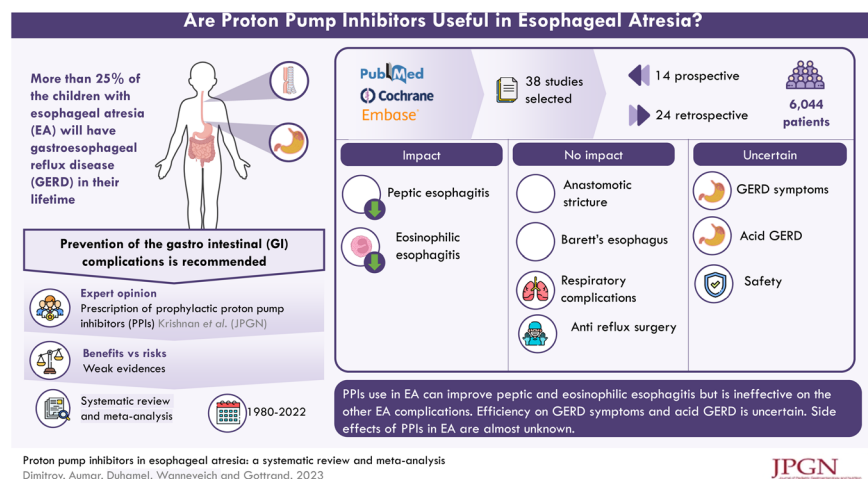 Are Proton Pump Inhibitors Useful in Esophageal Atresia?
More than 25% of
the children with
esophageal atresia
(EA) will have
gastroesophageal
reflux disease
(GERD) in their
lifetime
Prevention of the gastro intestinal (GI)
complications is recommended
Expert opinion
Prescription of prophylactic proton pump
inhibitors (PPIs) Krishnan et al. (JPGN)
Benefits vs risks
Weak evidences
Systematic review
and meta-analysis
1980-2022
PubMed
Cochrane
Embase
38 studies
selected
14 prospective
24 retrospective
6,044
patients
Impact
Peptic esophagitis
Eosinophilic
esophagitis
No impact
Anastomotic
stricture
Barett's esophagus
Respiratory
complications
Anti reflux surgery
Uncertain
GERD symptoms
Acid GERD
Safety
PPIs use in EA can improve peptic and eosinophilic esophagitis but is ineffective on the
other EA complications. Efficiency on GERD symptoms and acid GERD is uncertain. Side
effects of PPIs in EA are almost unknown.
Proton pump inhibitors in esophageal atresia: a systematic review and meta-analysis
Dimitrov, Aumar, Duhamel, Wanneveich and Gottrand, 2023
JPGN